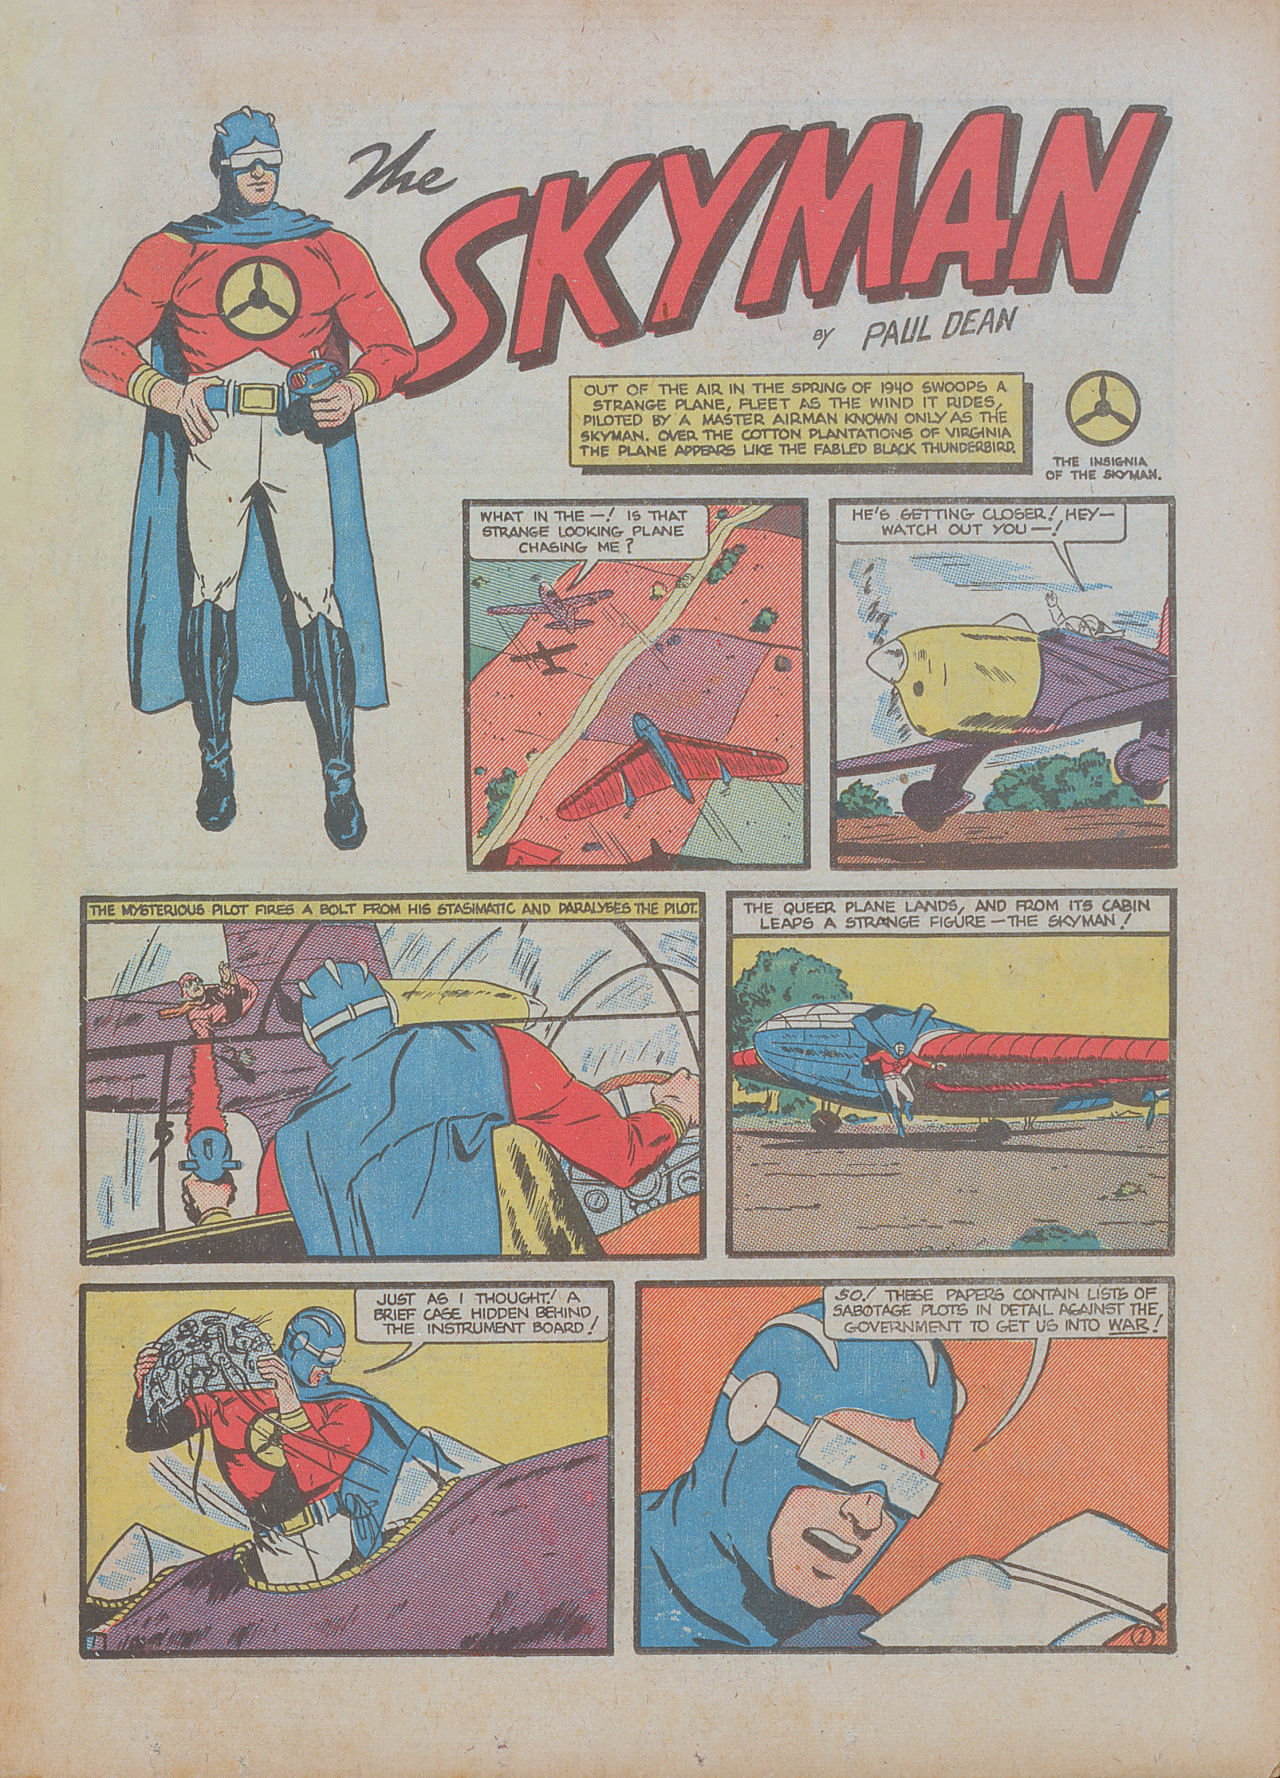 The
SKYMAN
BY PAUL DEAN
OUT OF THE AIR IN THE SPRING OF 1940 SWOOPS A
STRANGE PLANE, FLEET AS THE WIND IT RIDES,
PILOTED BY A MASTER AIRMAN KNOWN ONLY AS THE
SKYMAN. OVER THE COTTON PLANTATIONS OF VIRGINIA
THE PLANE APPEARS LIKE THE FABLED BLACK THUNDERBIRD.
THE INSIGNIA
OF THE SKYMAN.
WHAT IN THE —! IS THAT
STRANGE LOOKING PLANE
CHASING ME?
HE'S GETTING CLOSER! HEY—
WATCH OUT YOU—!
THE MYSTERIOUS PILOT FIRES A BOLT FROM HIS STASIMATIC AND PARALYSES THE PILOT.
THE QUEER PLANE LANDS, AND FROM ITS CABIN
LEAPS A STRANGE FIGURE—THE SKYMAN!
JUST AS I THOUGHT! A
BRIEF CASE HIDDEN BEHIND
THE INSTRUMENT BOARD!
SO! THESE PAPERS CONTAIN LISTS OF
SABOTAGE PLOTS IN DETAIL AGAINST THE
GOVERNMENT TO GET US INTO WAR!
1